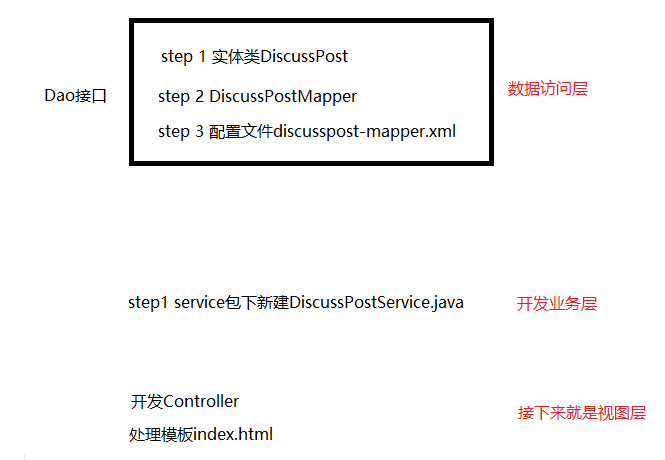 step 1 实体类DiscussPost
Dao接口
step 2 DiscussPostMapper
数据访问层
step 3 配置文件discusspost-mapper.xml
step1 service包下新建DiscussPostService.java
开发业务层
开发Controller
接下来就是视图层
处理模板index.html